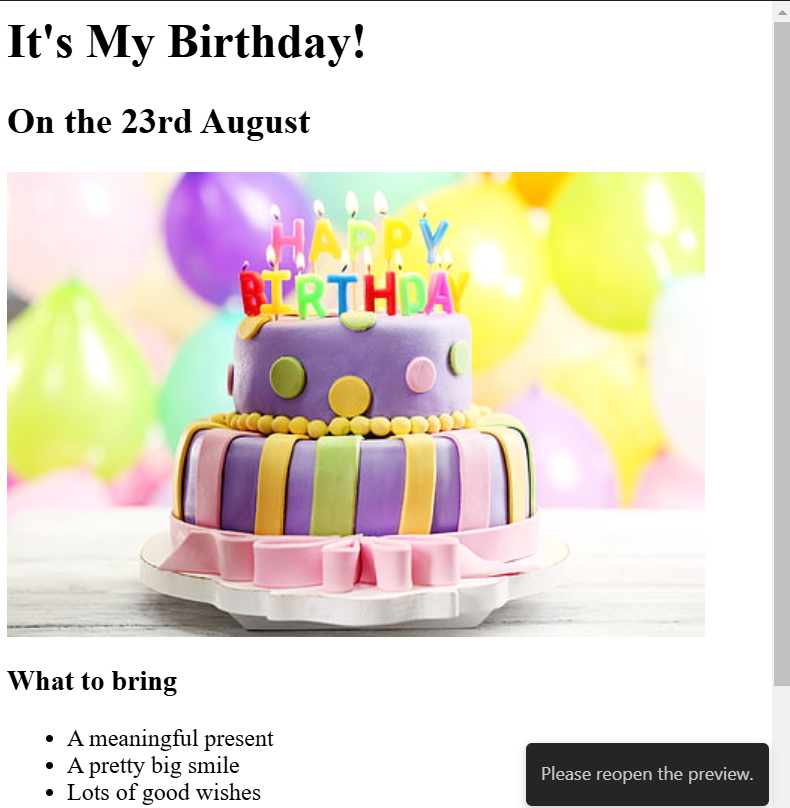 It's My Birthday!
On the 23rd August
HAPPY
BIRTHDAY
What to bring
• A meaningful present
• A pretty big smile
• Lots of good wishes
Please reopen the preview.